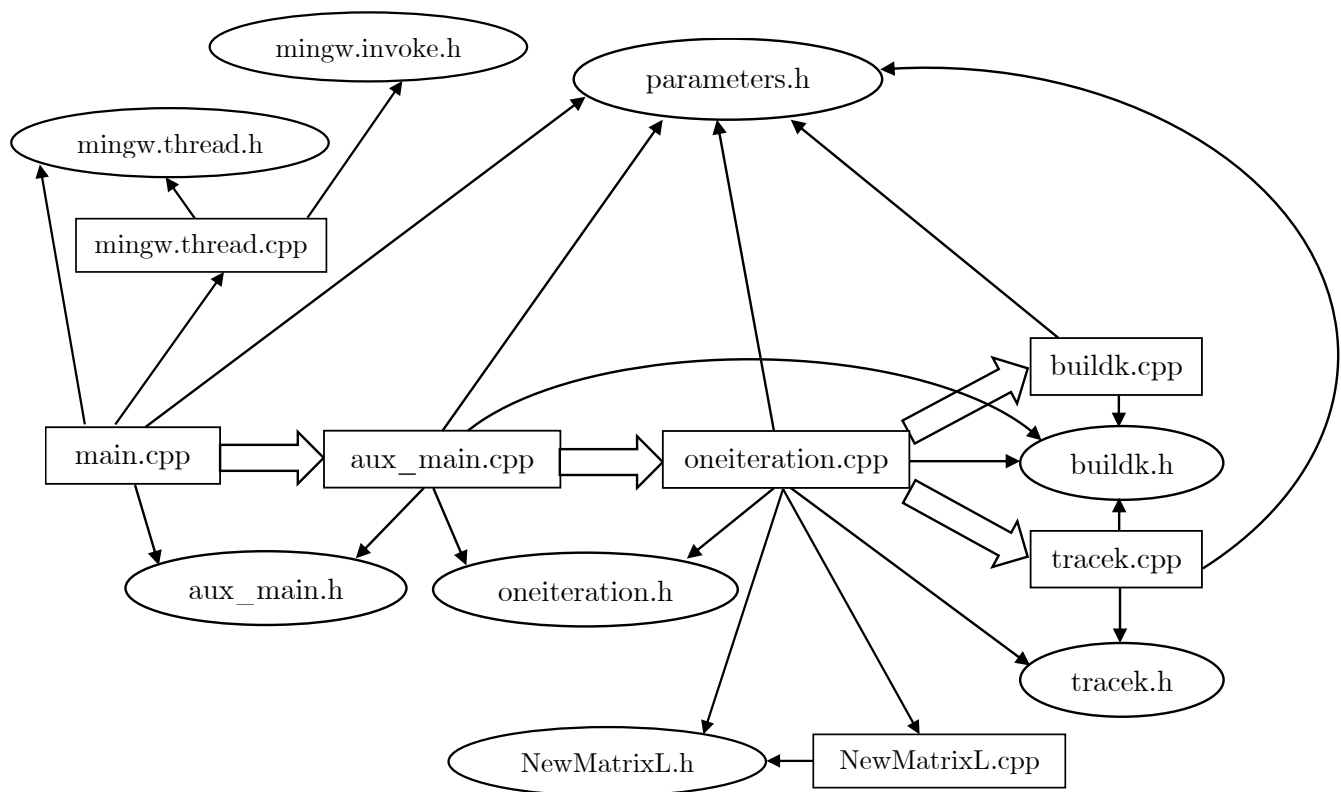 mingw.invoke.h
parameters.h
mingw.thread.h
mingw.thread.cpp
buildk.cpp
main.cpp
aux_main.cpp
oneiteration.cpp
buildk.h
tracek.cpp
aux_main.h
oneiteration.h
tracek.h
NewMatrixL.h
NewMatrixL.cpp